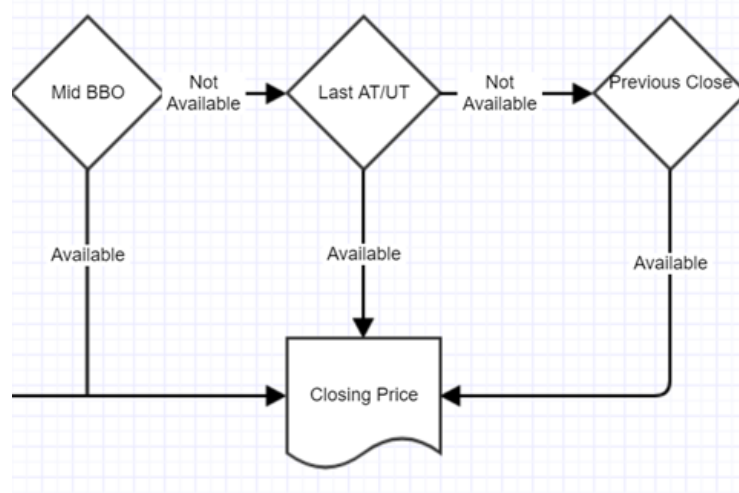 Mid BBO
Not
Available
Last AT/UT
Not
Available
Previous Close
Available
Available
Available
Closing Price